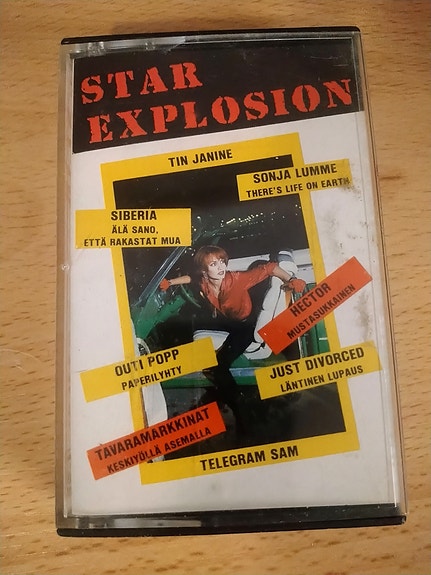 STAR
EXPLOSION
TIN JANINE
SONJA LUMME
THERE'S LIFE ON EARTH
SIBERIA
ÄLÄ SANO,
ETTÄ RAKASTAT MUA
HECTOR
MUSTASUKKAINEN
OUTI POPP
PAPERILYHTY
JUST DIVORCED
LÄNTINEN LUPAUS
TAVARAMARKKINAT
KESKIYÖLLÄ ASEMALLA
TELEGRAM SAM